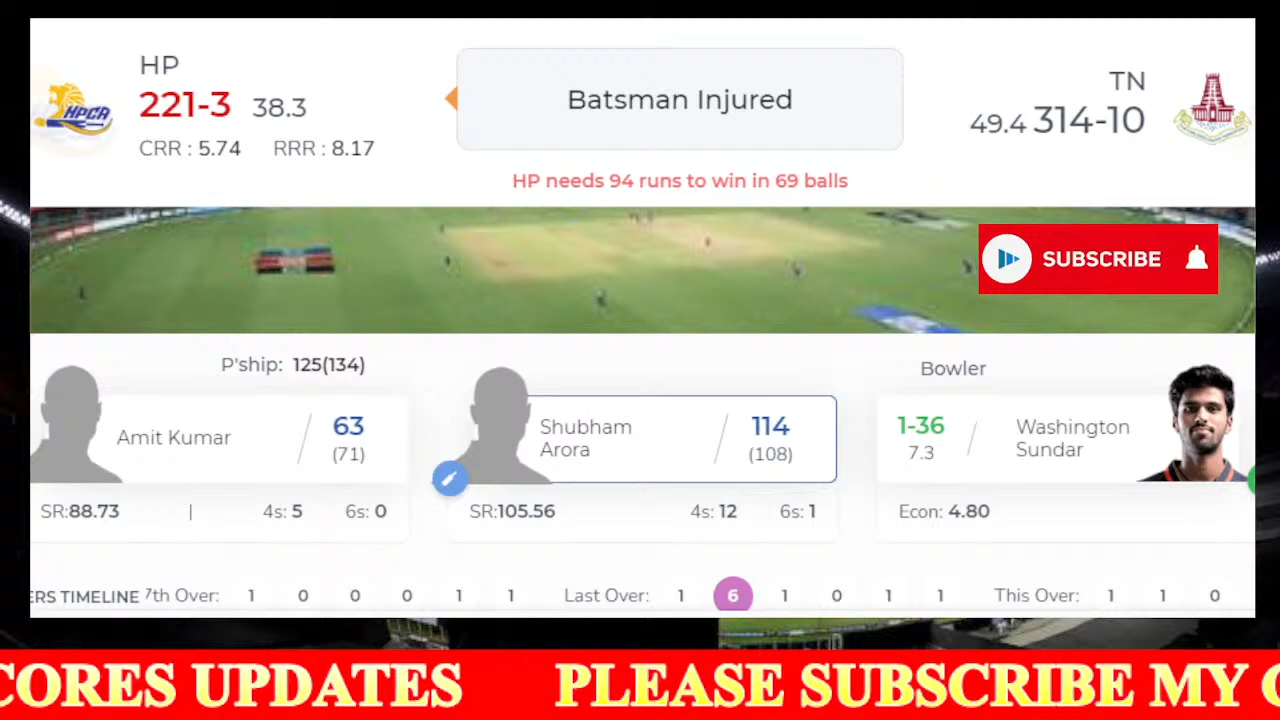 HP
221-3 38.3
CRR : 5.74 RRR : 8.17
Batsman Injured
HP needs 94 runs to win in 69 balls
TN
49.4 314-10
HPCA
SUBSCRIBE
P'ship: 125(134)
Amit Kumar
63
(71)
SR:88.73 | 4s: 5 6s: 0
Shubham
Arora
114
(108)
SR:105.56 4s: 12 6s: 1
Bowler
1-36
7.3
Washington
Sundar
Econ: 4.80
ERS TIMELINE 7th Over: 1 0 0 0 1 1 Last Over: 1 6 1 0 1 1 This Over: 1 1 0
CORES UPDATES PLEASE SUBSCRIBE MY C